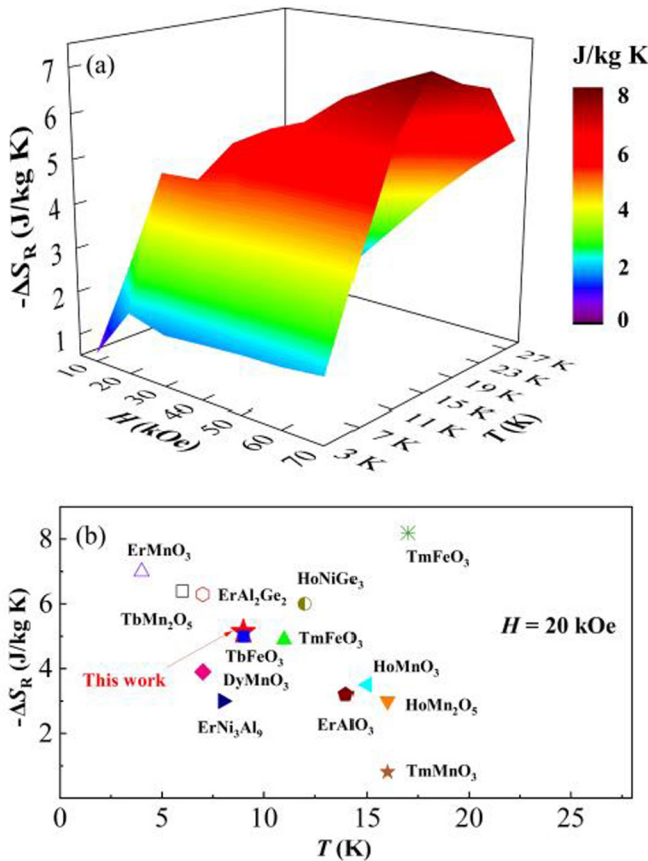 (a)
J/kg K
7
6
5
4
3
2
1
-ΔS_R (J/kg K)
8
6
4
2
0
10
20
30
40
50
60
70
H (kOe)
3 K
7 K
11 K
15 K
19 K
23 K
27 K
T (K)
(b)
8
6
4
2
-ΔS_R (J/kg K)
ErMnO₃
TmFeO₃
HoNiGe₃
ErAl₂Ge₂
TbMn₂O₅
H = 20 kOe
TbFeO₃
TmFeO₃
This work
HoMnO₃
DyMnO₃
HoMn₂O₅
ErAlO₃
ErNi₃Al₉
TmMnO₃
0
5
10
15
20
25
T (K)